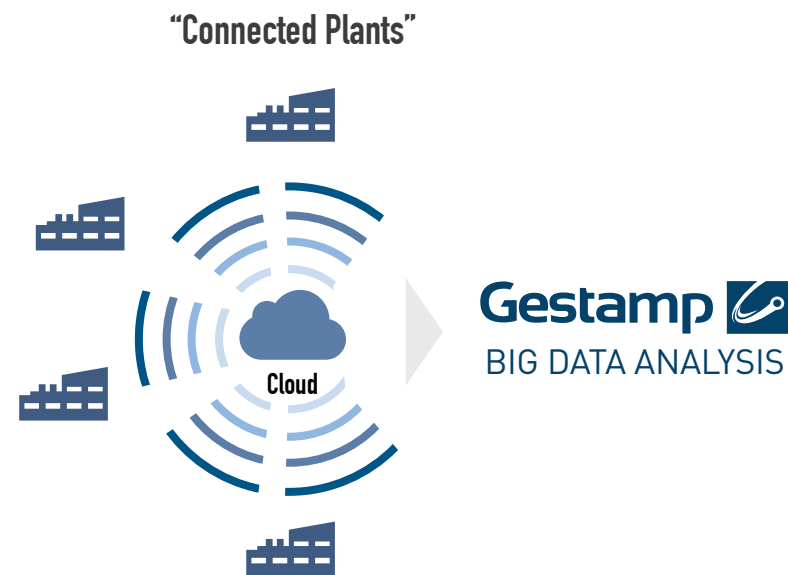 “Connected Plants”
Cloud
Gestamp
BIG DATA ANALYSIS